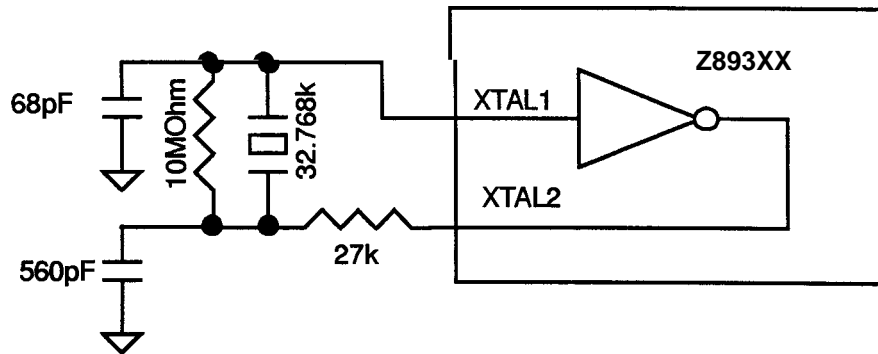 Z893XX
68pF
10MOhm
32.768k
XTAL1
XTAL2
27k
560pF